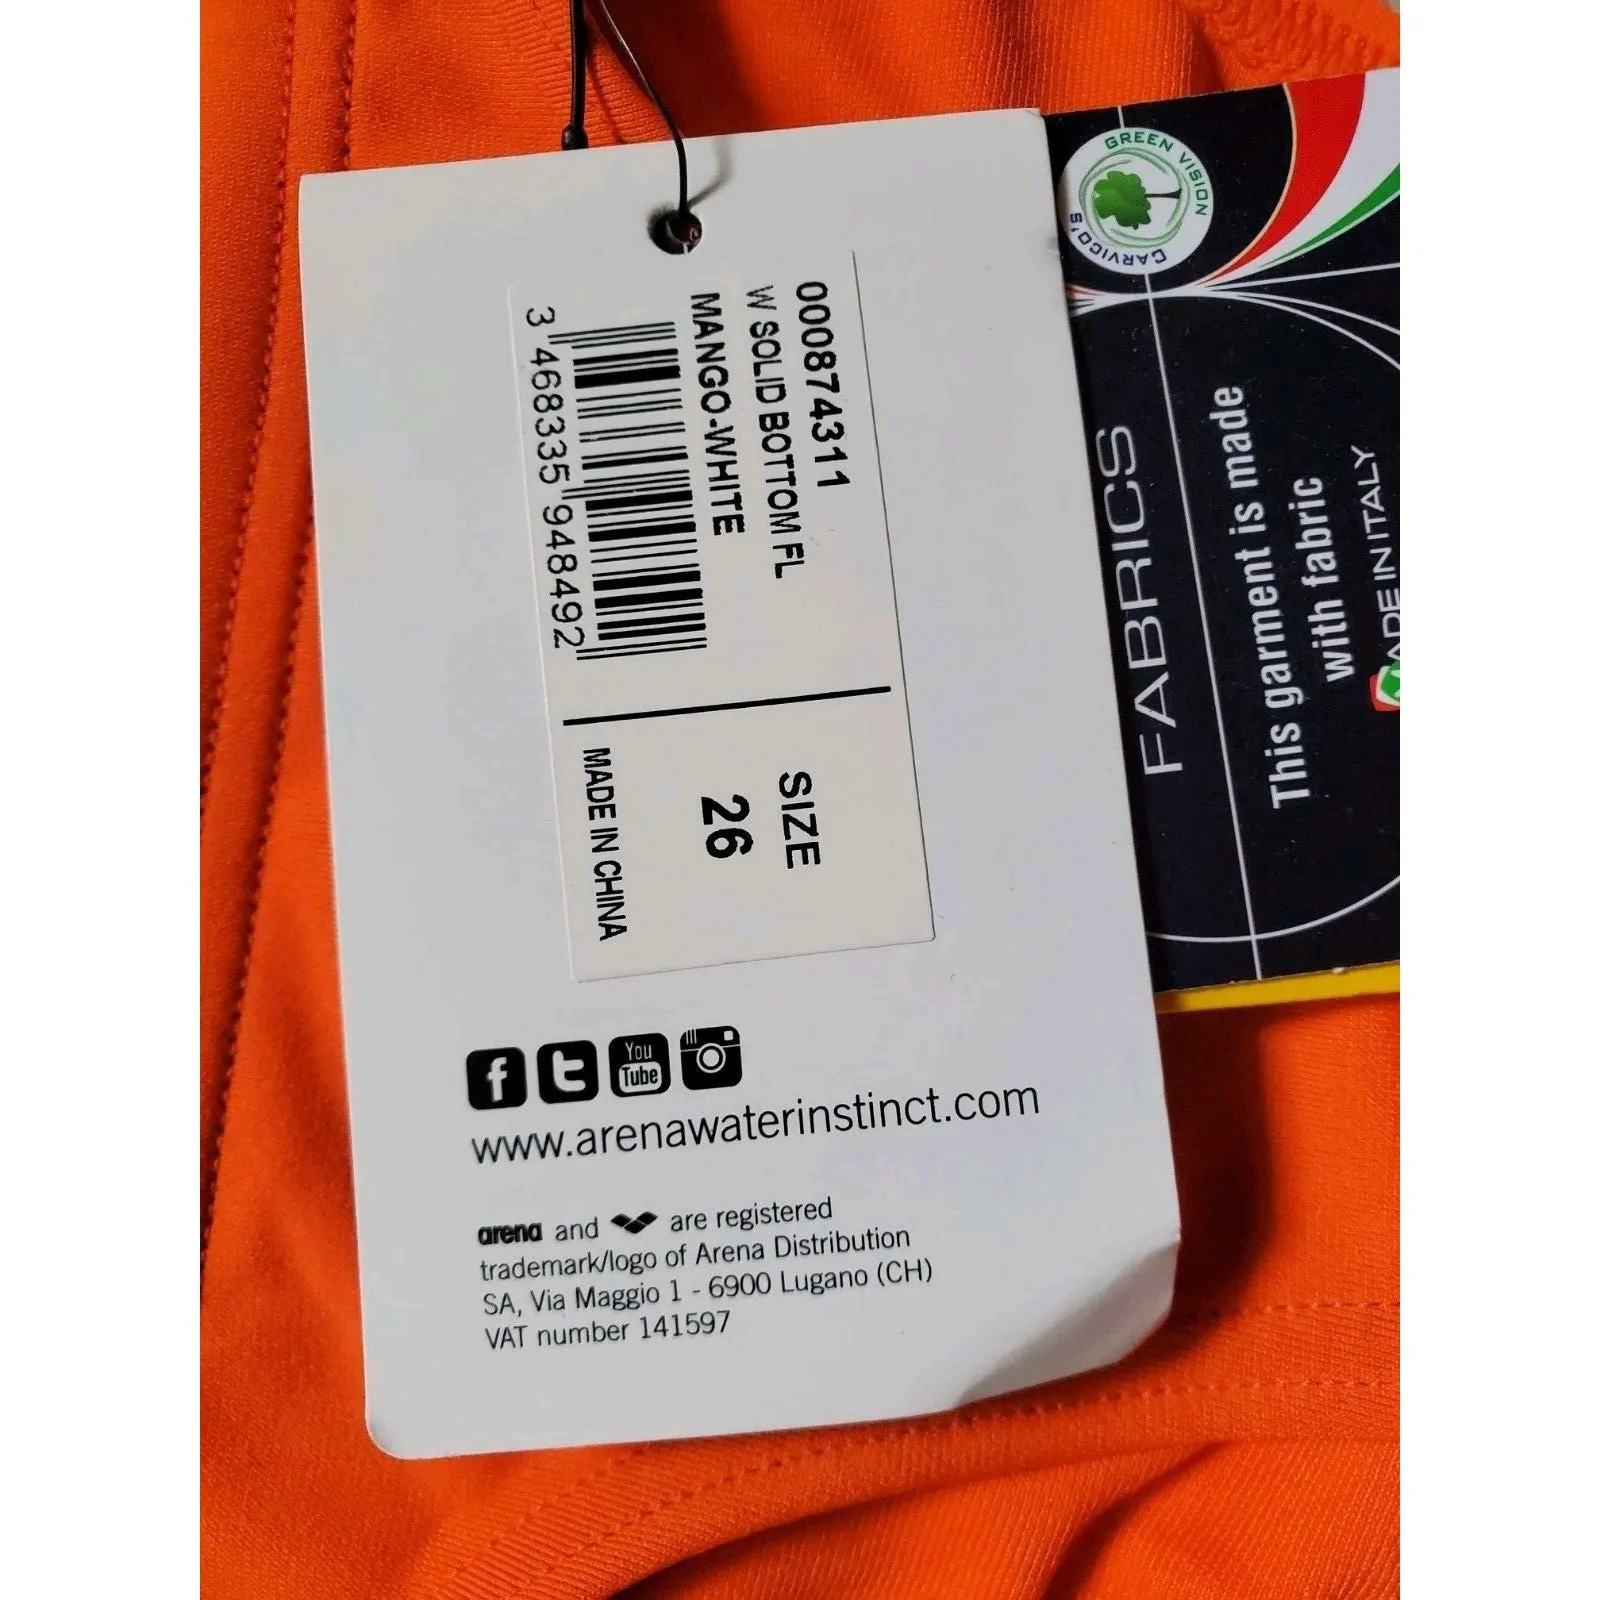 000874311
W SOLID BOTTOM FL
MANGO-WHITE
3 468335 948492
SIZE
26
MADE IN CHINA
You
Tube
www.arenawaterinstinct.com
arena and are registered
trademark/logo of Arena Distribution
SA, Via Maggio 1 - 6900 Lugano (CH)
VAT number 141597
GREEN VISION
CARVICO'S
FABRICS
This garment is made
with fabric
IN ITALY